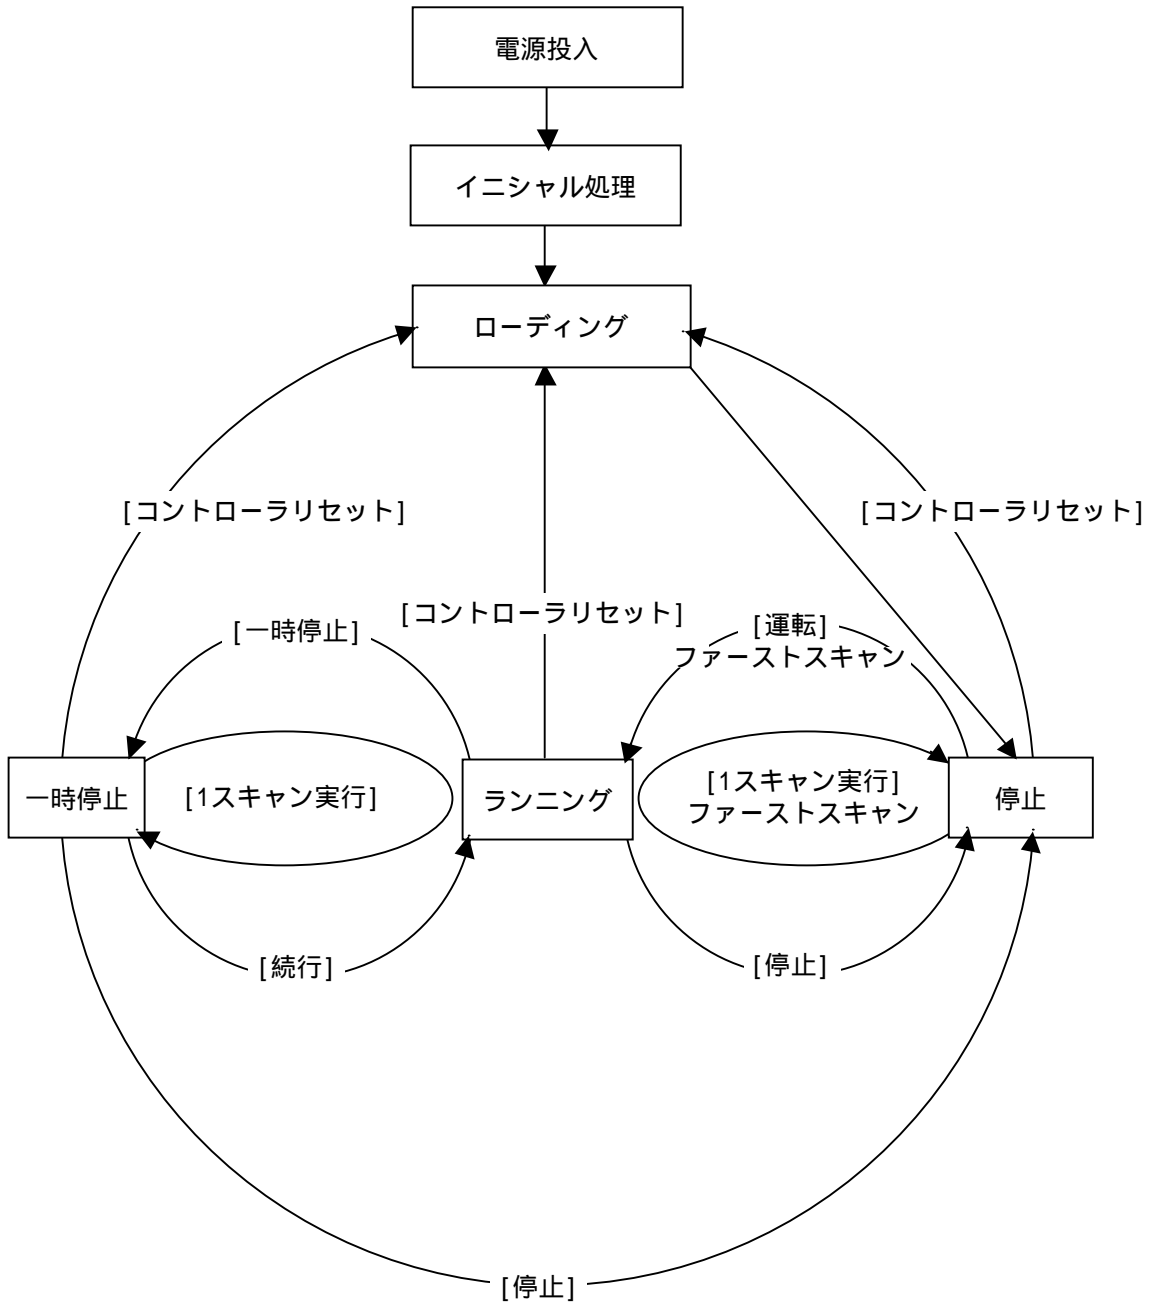 電源投入
イニシャル処理
ローディング
[コントローラリセット]
[コントローラリセット]
[コントローラリセット]
[一時停止]
[運転]
ファーストスキャン
一時停止
[1スキャン実行]
ランニング
[1スキャン実行]
ファーストスキャン
停止
[続行]
[停止]
[停止]